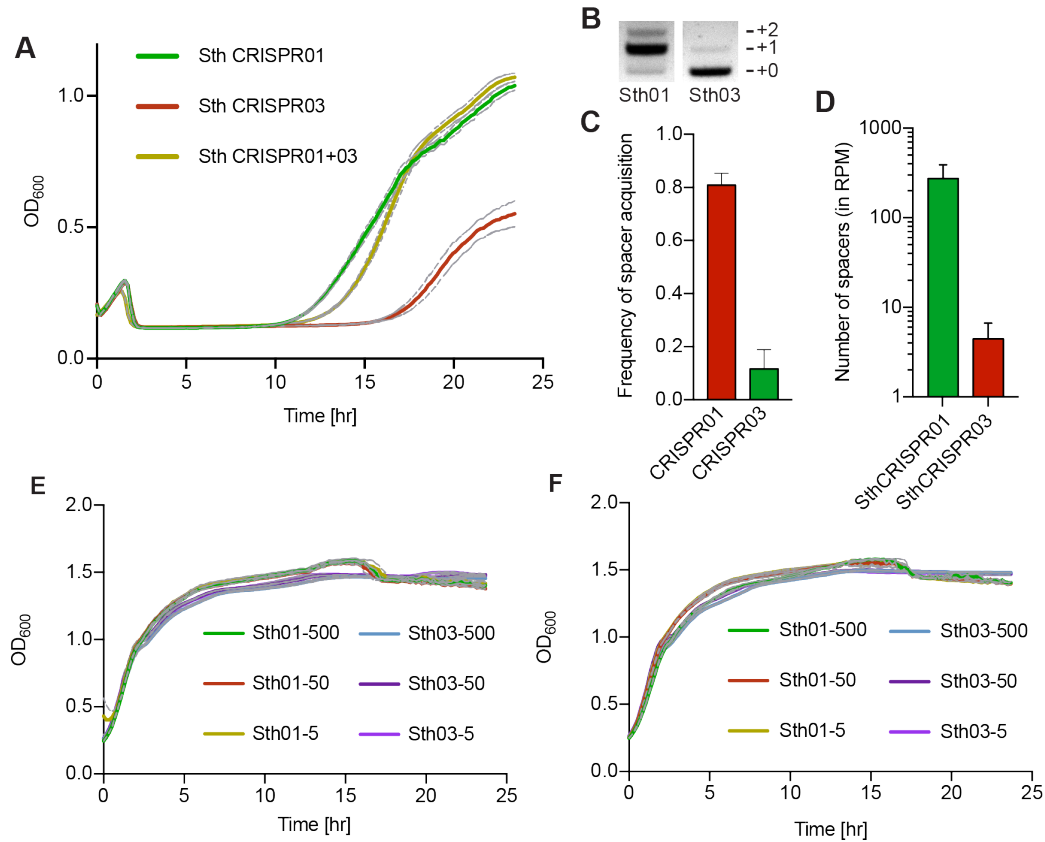 A
Sth CRISPR01
Sth CRISPR03
Sth CRISPR01+03
OD600
1.0
0.5
0.0
0 5 10 15 20 25
Time [hr]
B
+2
+1
+0
Sth01 Sth03
C
Frequency of spacer acquisition
1.0
0.8
0.6
0.4
0.2
0.0
CRISPR01
CRISPR03
D
Number of spacers (in RPM)
1000
100
10
1
SthCRISPR01
SthCRISPR03
E
OD600
2.0
1.5
1.0
0.5
0.0
Sth01-500 Sth03-500
Sth01-50 Sth03-50
Sth01-5 Sth03-5
0 5 10 15 20 25
Time [hr]
F
OD600
2.0
1.5
1.0
0.5
0.0
Sth01-500 Sth03-500
Sth01-50 Sth03-50
Sth01-5 Sth03-5
0 5 10 15 20 25
Time [hr]